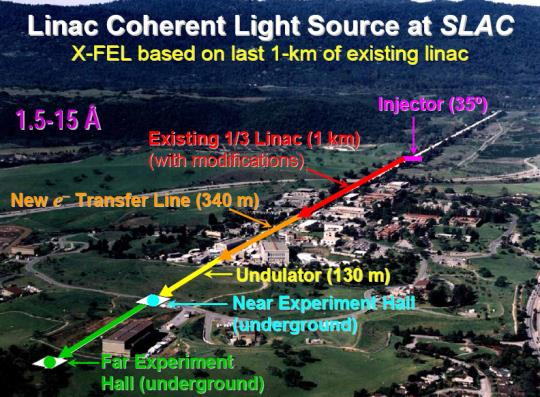 Linac Coherent Light Source at SLAC
X-FEL based on last 1-km of existing linac
Injector (35º)
1.5-15 Å
Existing 1/3 Linac (1 km)
(with modifications)
New e⁻ Transfer Line (340 m)
Undulator (130 m)
Near Experiment Hall
(underground)
Far Experiment
Hall (underground)